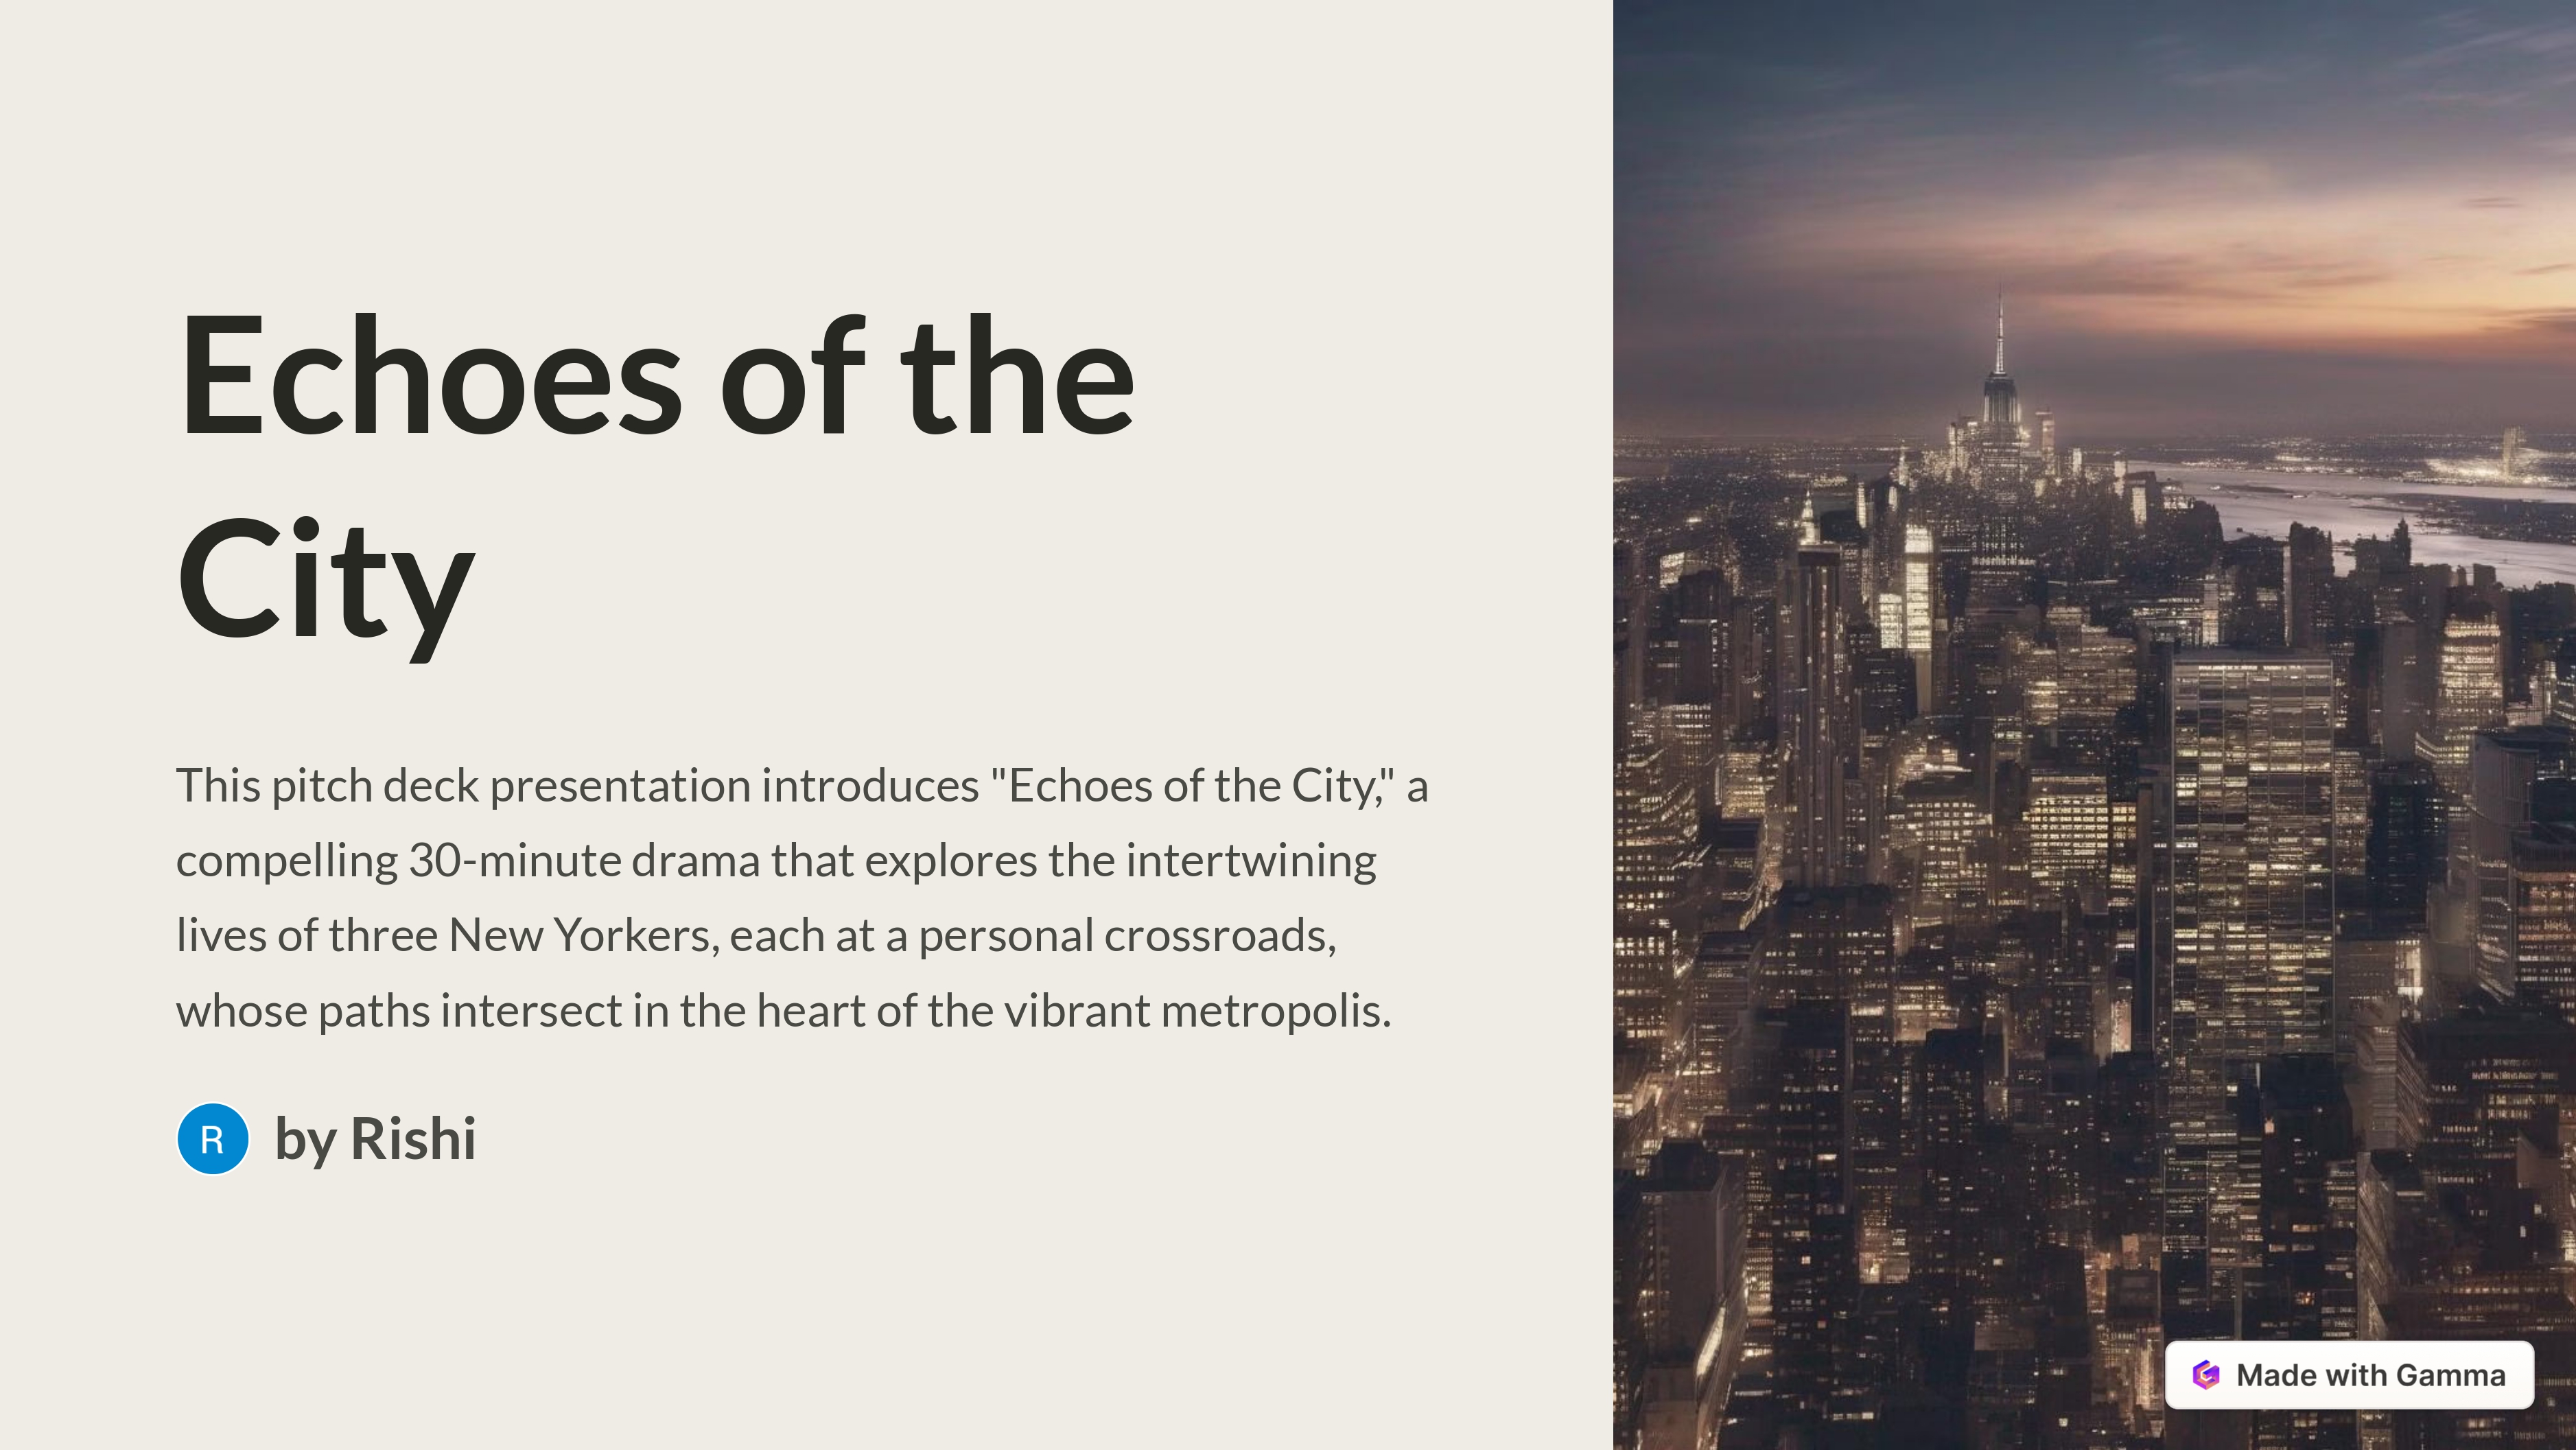 Echoes of the
City
This pitch deck presentation introduces "Echoes of the City," a
compelling 30-minute drama that explores the intertwining
lives of three New Yorkers, each at a personal crossroads,
whose paths intersect in the heart of the vibrant metropolis.
R by Rishi
Made with Gamma